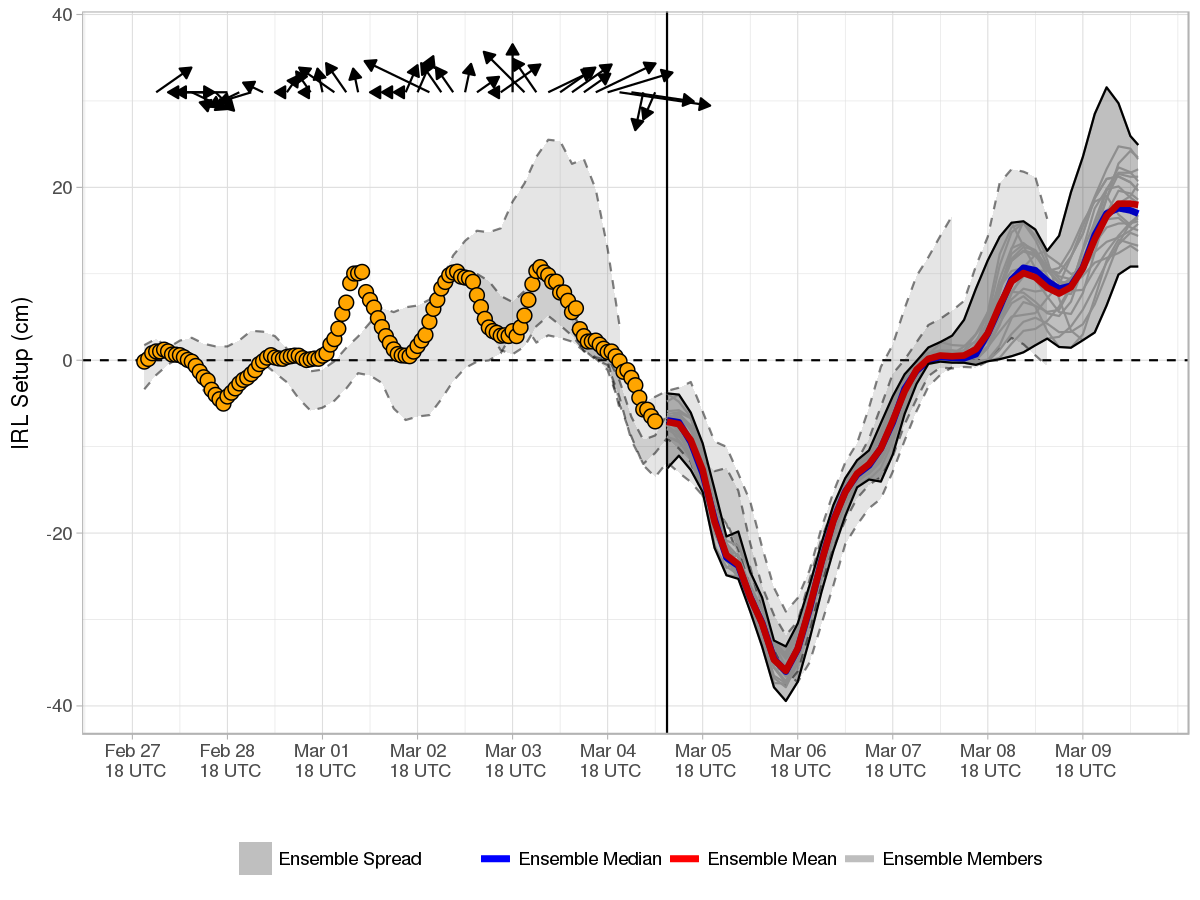 40
20
0
-20
-40
IRL Setup (cm)
Feb 27 Feb 28 Mar 01 Mar 02 Mar 03 Mar 04 Mar 05 Mar 06 Mar 07 Mar 08 Mar 09
18 UTC 18 UTC 18 UTC 18 UTC 18 UTC 18 UTC 18 UTC 18 UTC 18 UTC 18 UTC 18 UTC
Ensemble Spread Ensemble Median Ensemble Mean Ensemble Members